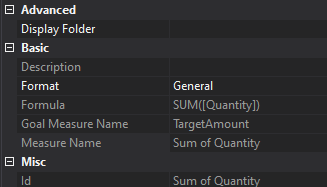 Advanced
Display Folder
Basic
Description
Format General
Formula SUM([Quantity])
Goal Measure Name TargetAmount
Measure Name Sum of Quantity
Misc
Id Sum of Quantity